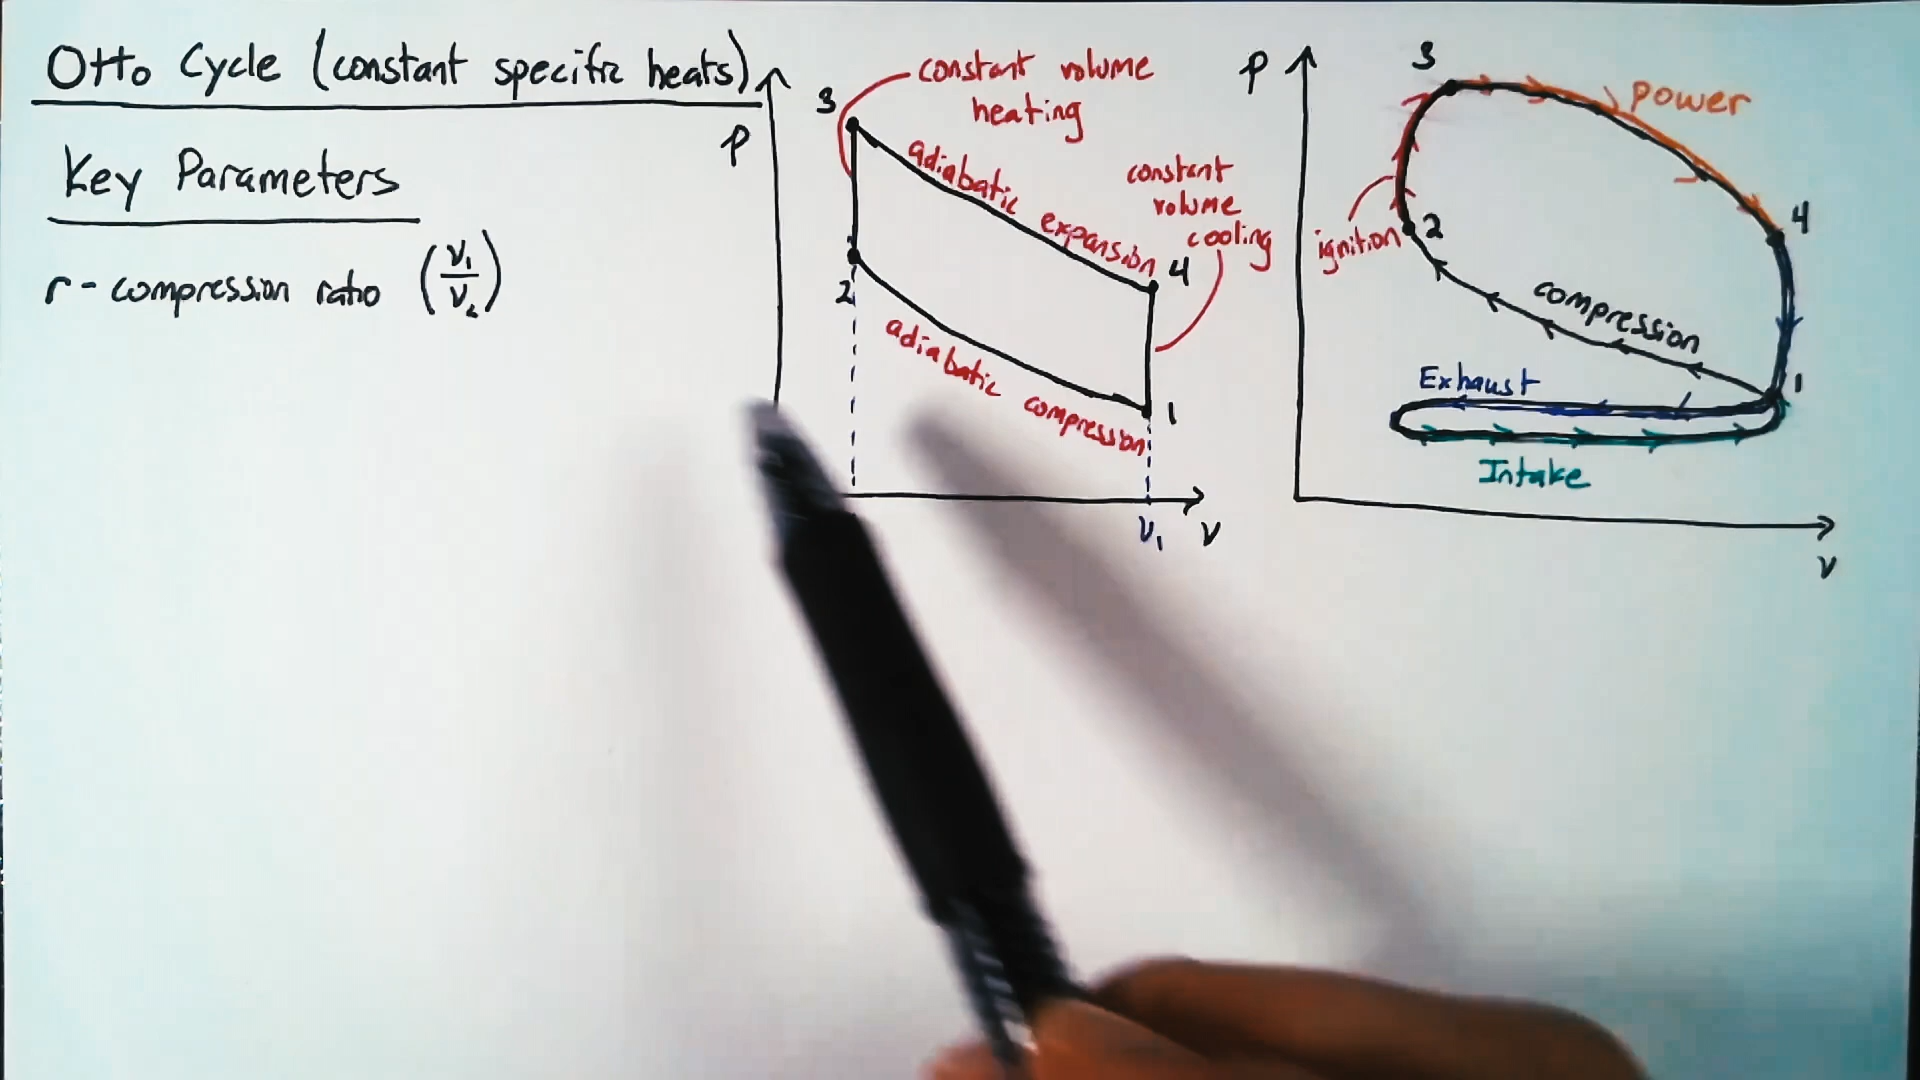 Otto Cycle (constant specific heats)
Key Parameters
r - compression ratio (v₁/v₂)
p
3
constant volume
heating
adiabatic expansion
constant
volume
cooling
4
2
adiabatic compression
1
v₁
v
p
3
power
4
ignition
2
compression
Exhaust
1
Intake
v